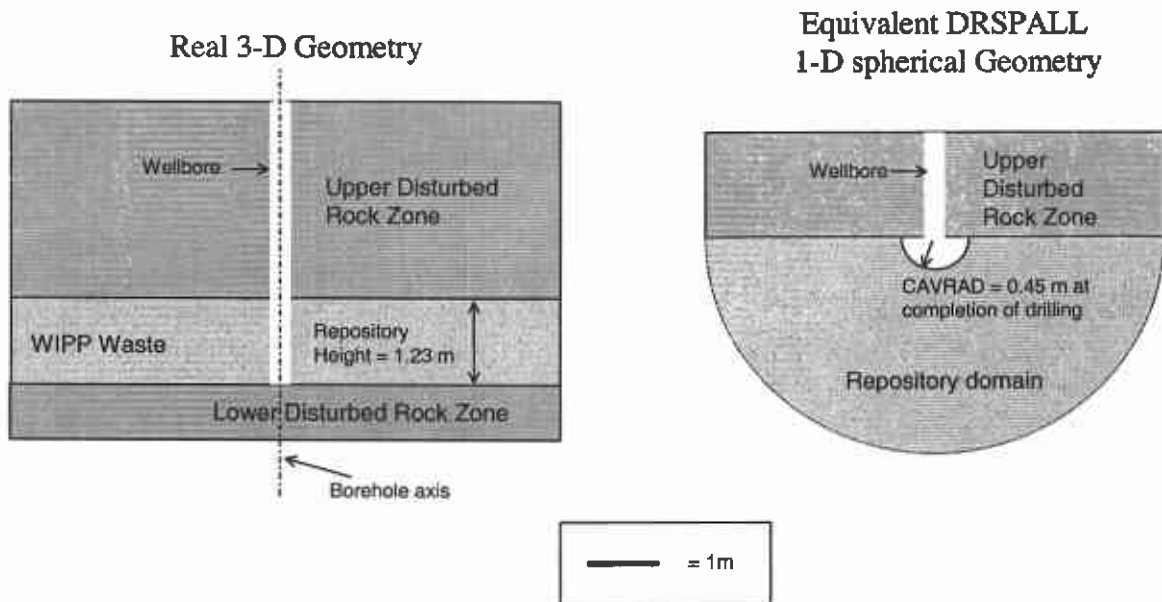 Real 3-D Geometry
Wellbore
Upper Disturbed
Rock Zone
WIPP Waste
Repository
Height = 1.23 m
Lower Disturbed Rock Zone
Borehole axis
Equivalent DRSPALL
1-D spherical Geometry
Wellbore
Upper
Disturbed
Rock Zone
CAVRAD = 0.45 m at
completion of drilling
Repository domain
= 1m